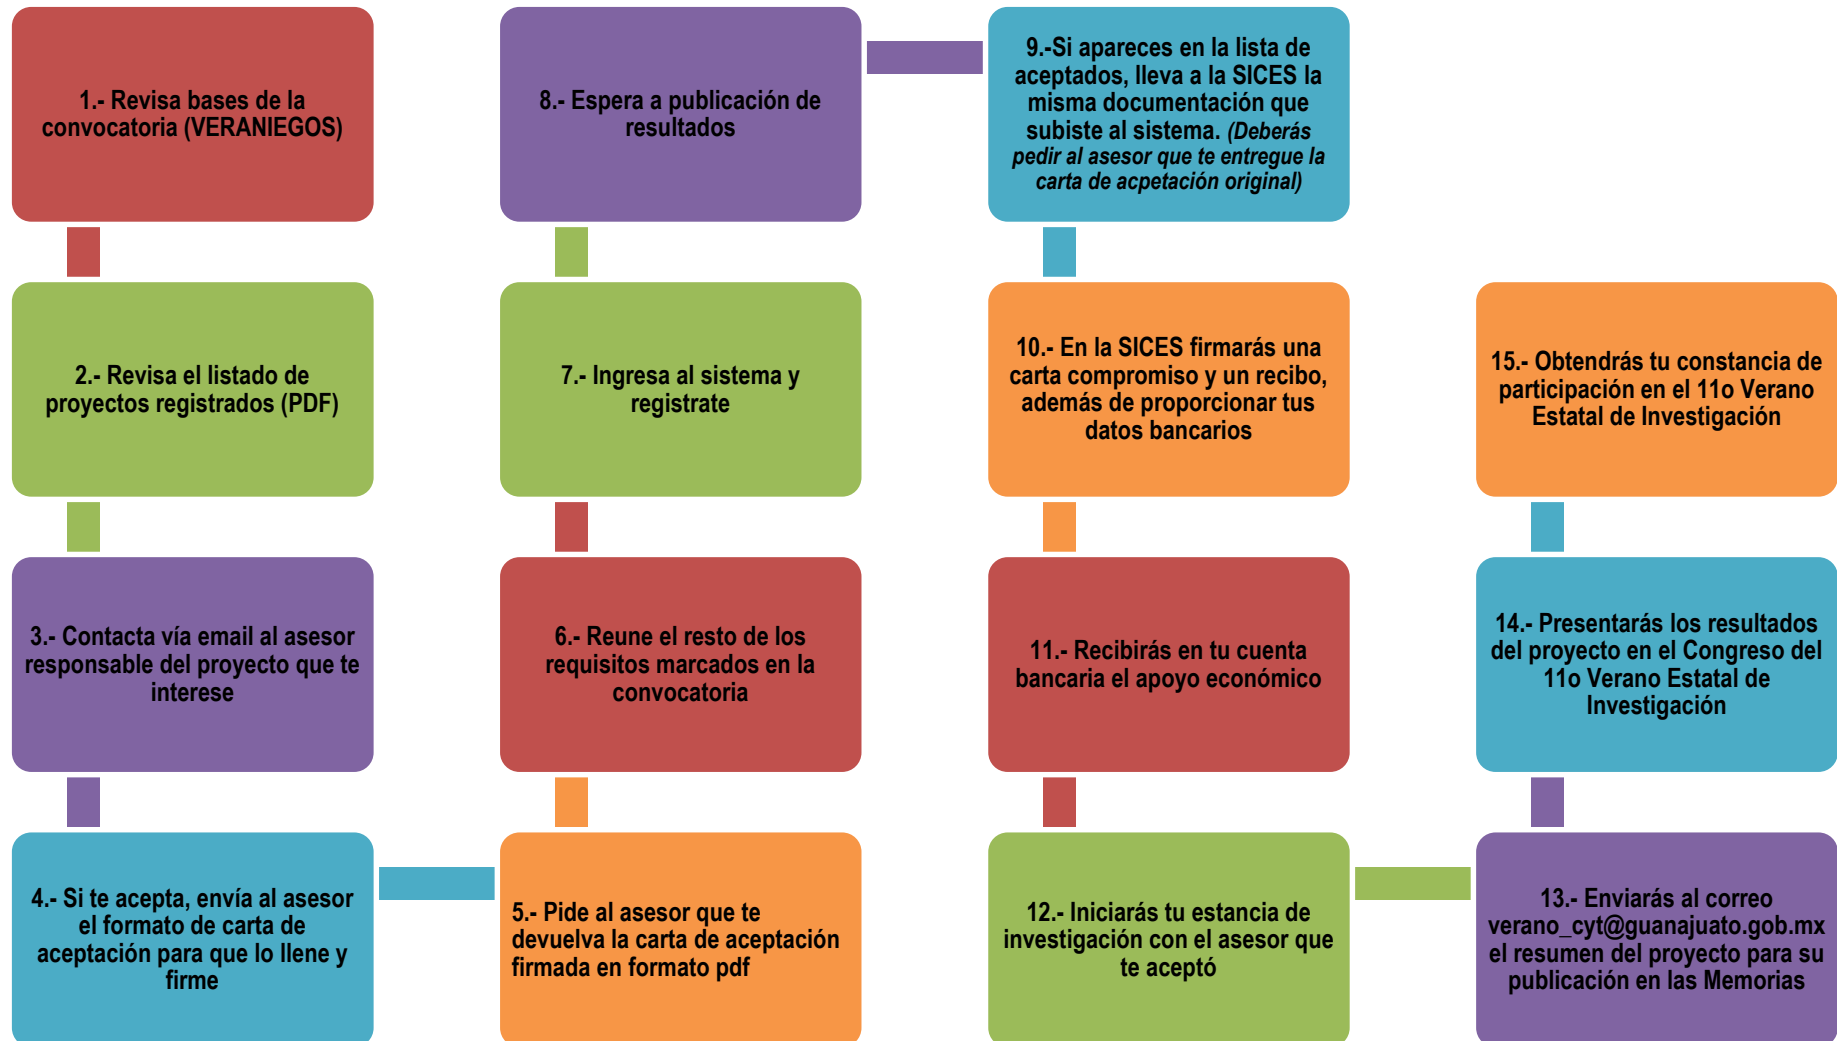 1.- Revisa bases de la
convocatoria (VERANIEGOS)
2.- Revisa el listado de
proyectos registrados (PDF)
3.- Contacta vía email al asesor
responsable del proyecto que te
interese
4.- Si te acepta, envía al asesor
el formato de carta de
aceptación para que lo llene y
firme
5.- Pide al asesor que te
devuelva la carta de aceptación
firmada en formato pdf
6.- Reune el resto de los
requisitos marcados en la
convocatoria
7.- Ingresa al sistema y
registrate
8.- Espera a publicación de
resultados
9.-Si apareces en la lista de
aceptados, lleva a la SICES la
misma documentación que
subiste al sistema. (Deberás
pedir al asesor que te entregue la
carta de acpetación original)
10.- En la SICES firmarás una
carta compromiso y un recibo,
además de proporcionar tus
datos bancarios
11.- Recibirás en tu cuenta
bancaria el apoyo económico
12.- Iniciarás tu estancia de
investigación con el asesor que
te aceptó
13.- Enviarás al correo
verano_cyt@guanajuato.gob.mx
el resumen del proyecto para su
publicación en las Memorias
14.- Presentarás los resultados
del proyecto en el Congreso del
11o Verano Estatal de
Investigación
15.- Obtendrás tu constancia de
participación en el 11o Verano
Estatal de Investigación